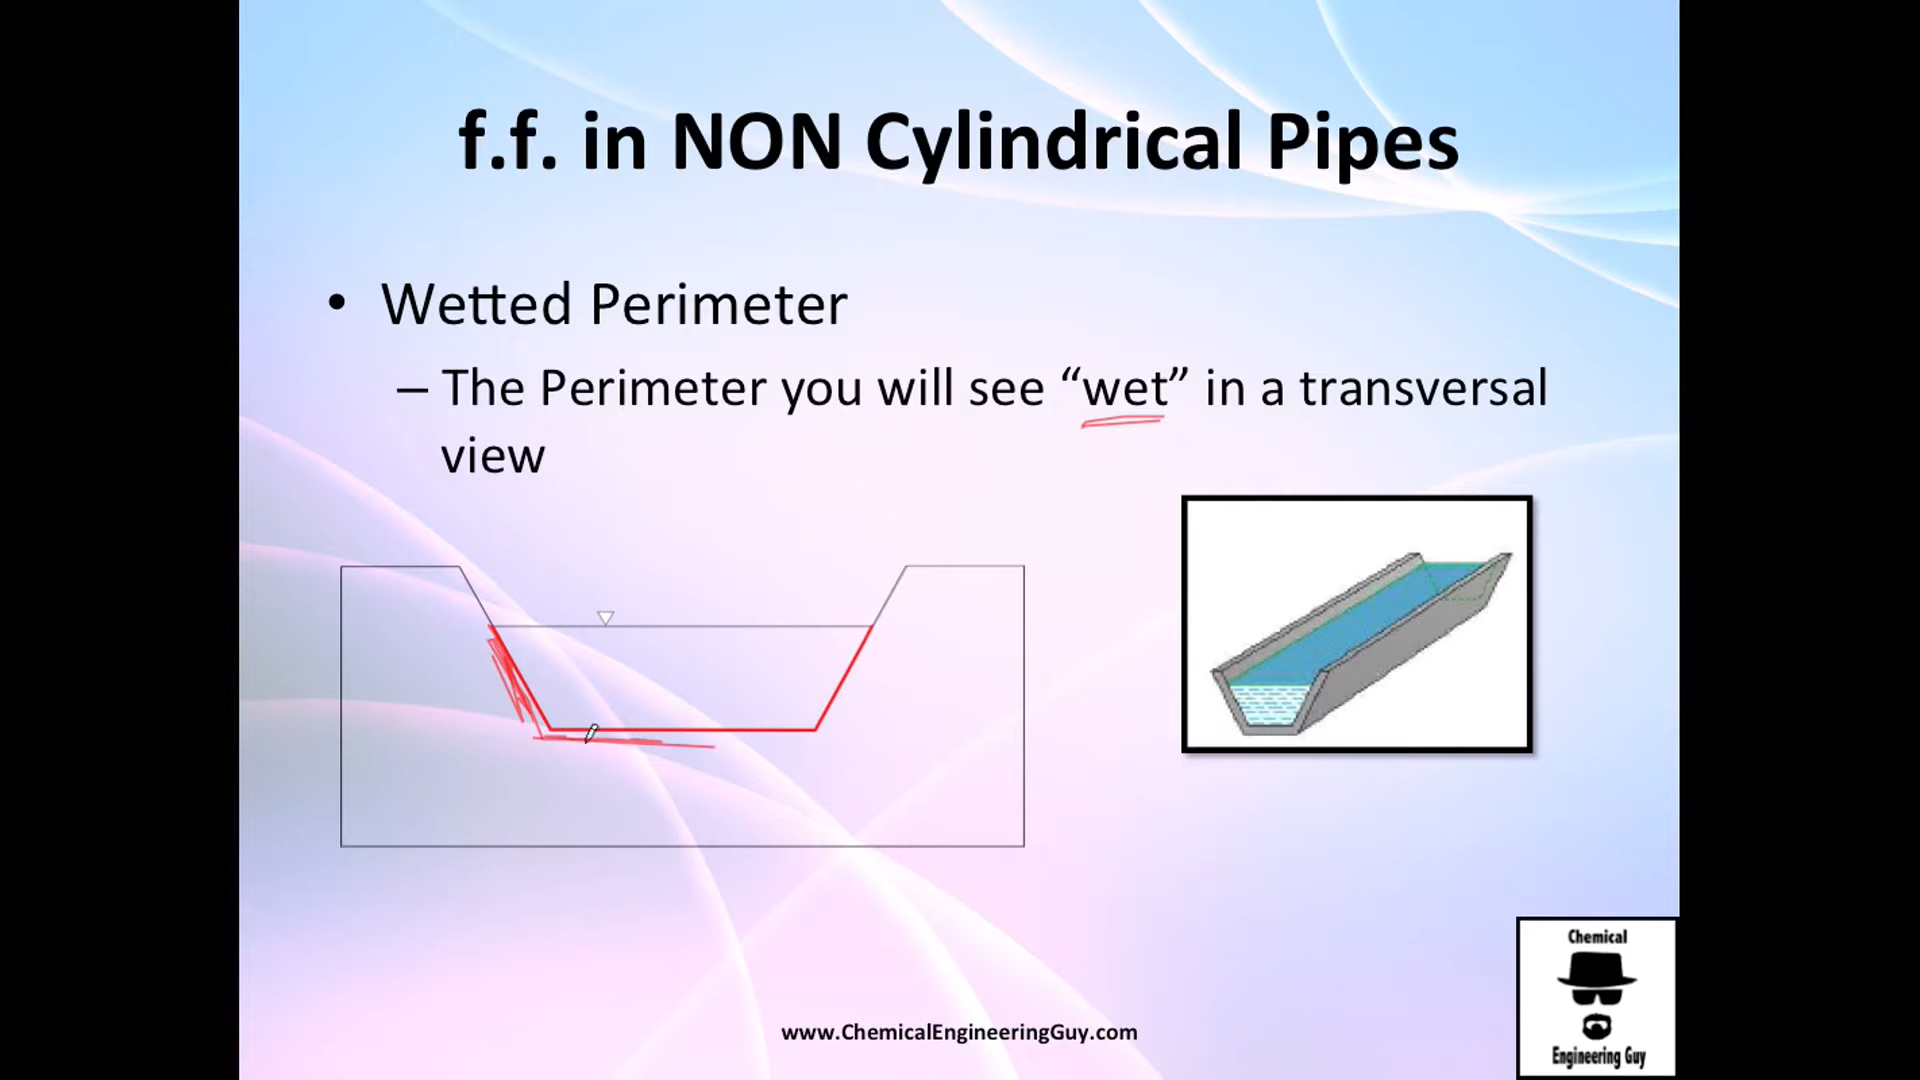 f.f. in NON Cylindrical Pipes
• Wetted Perimeter
– The Perimeter you will see “wet” in a transversal
view
Chemical
Engineering Guy
www.ChemicalEngineeringGuy.com